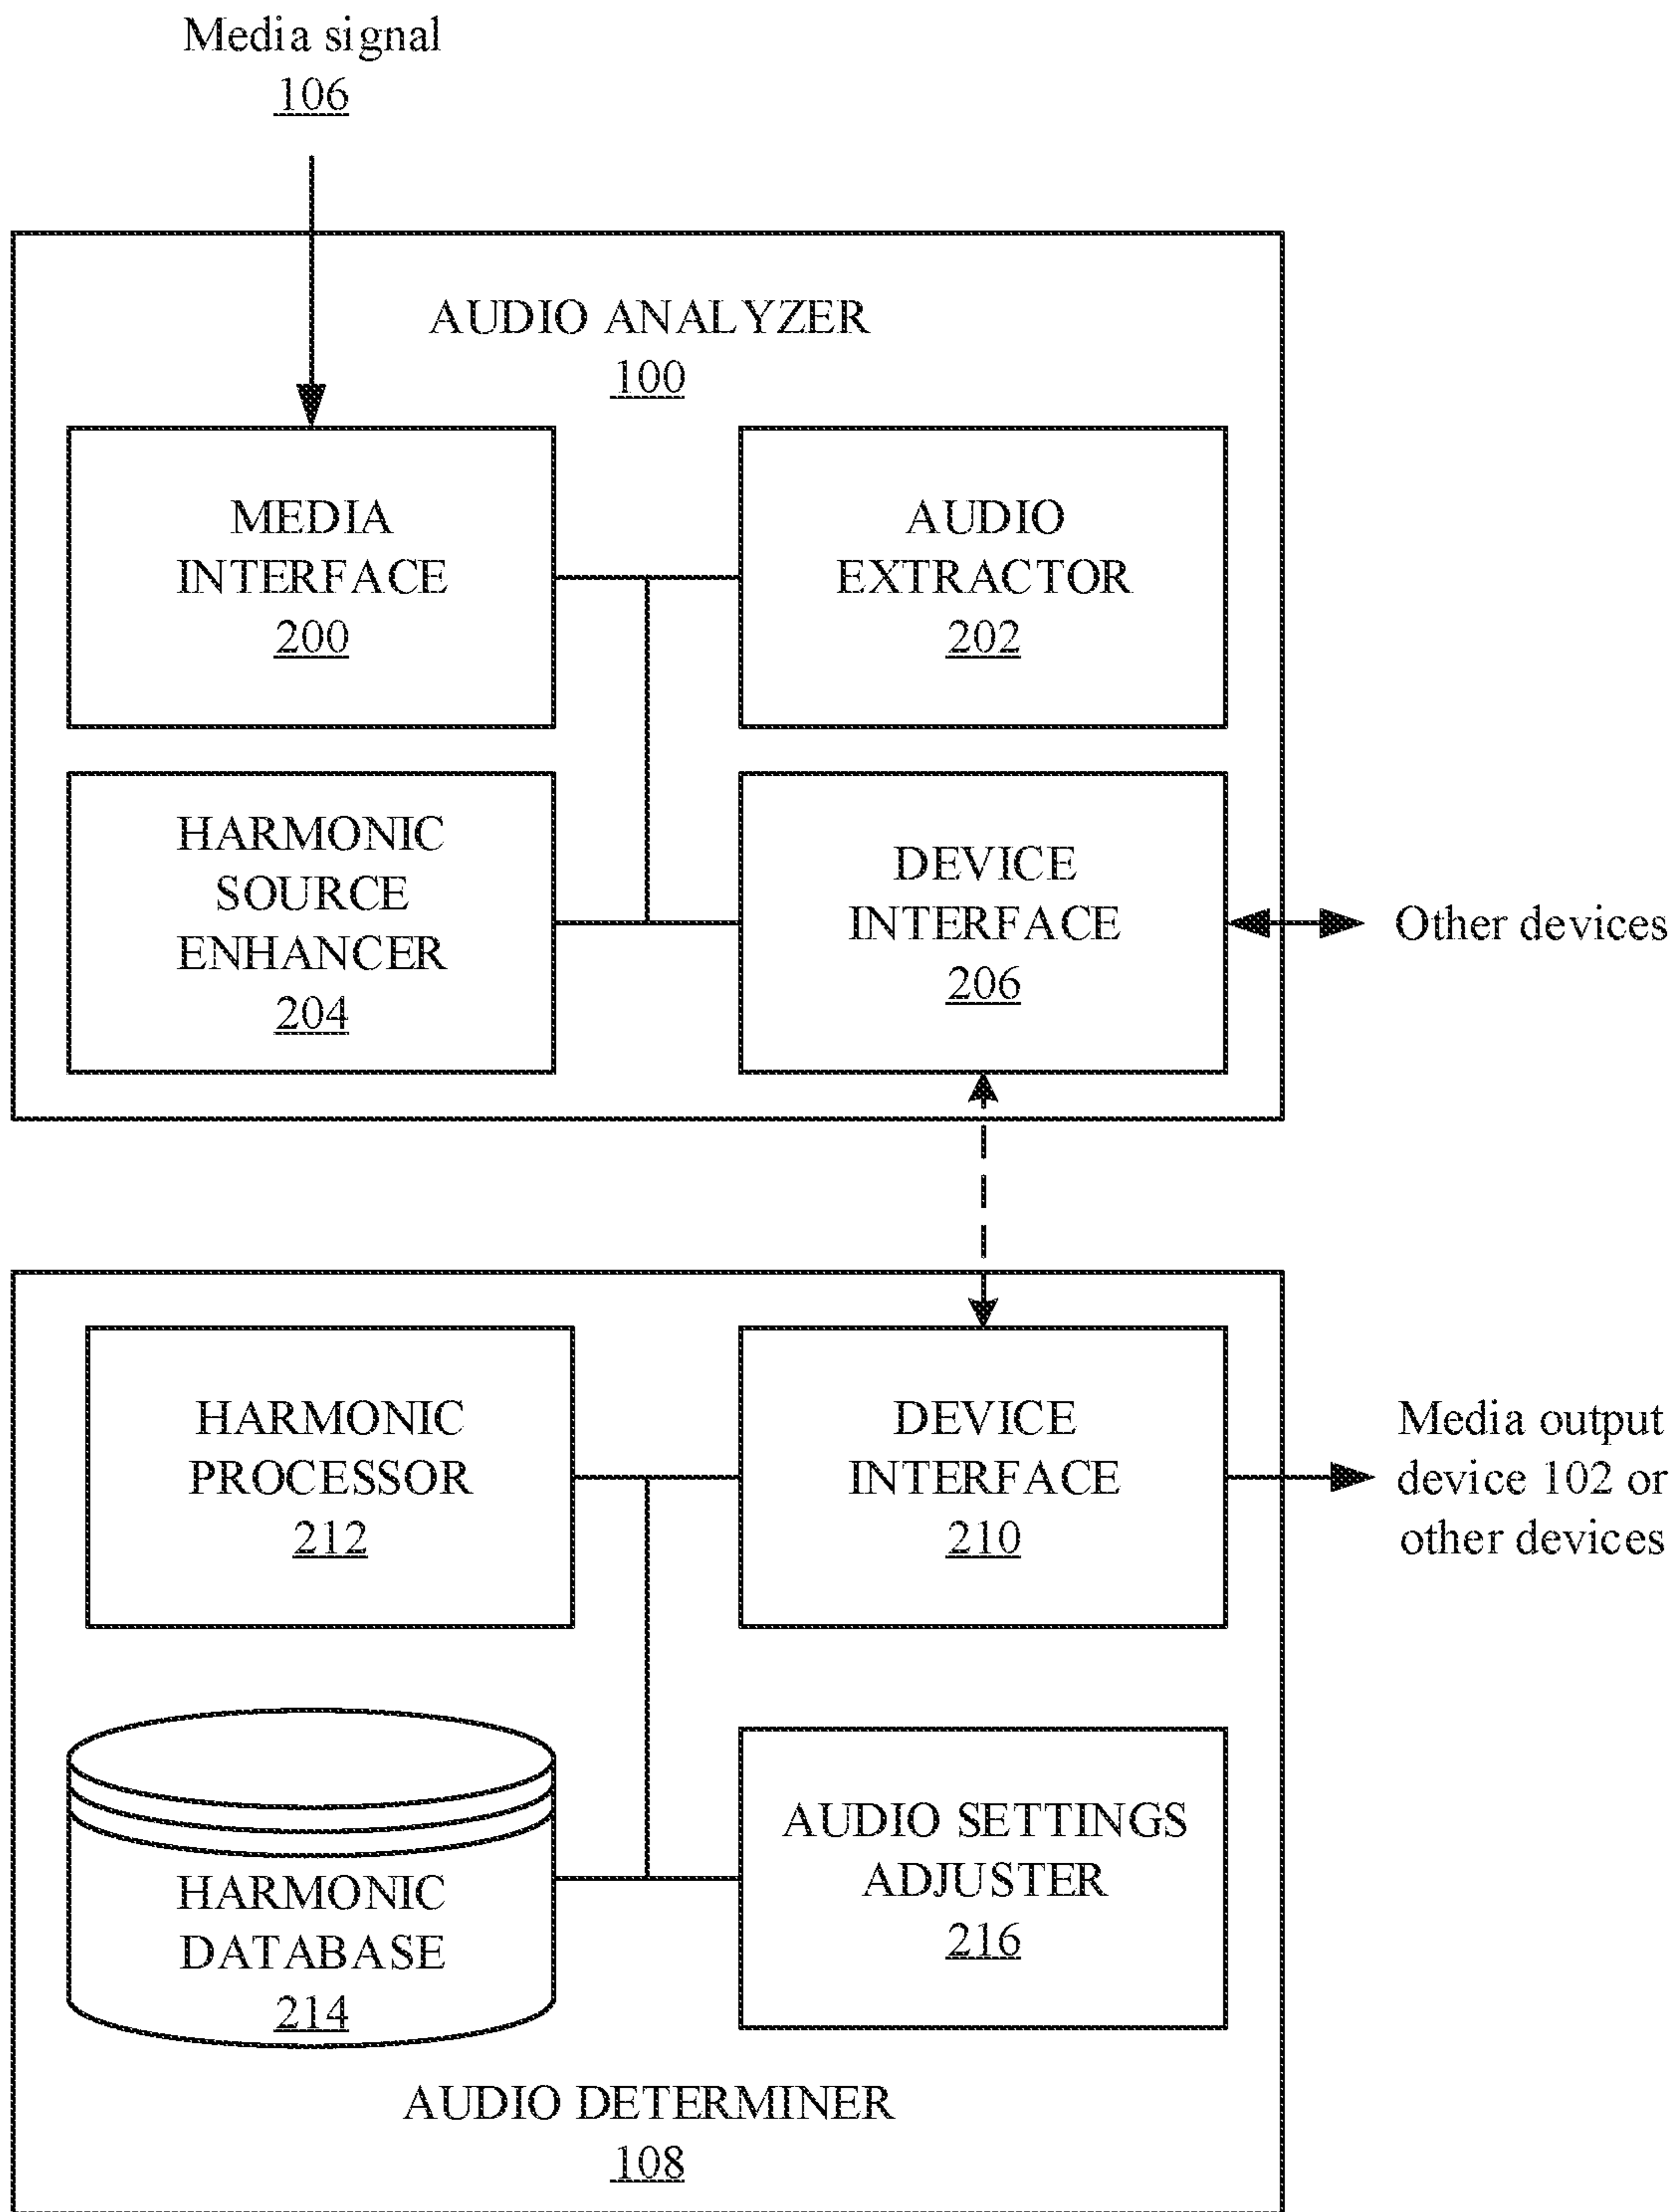 Media signal
106
AUDIO ANALYZER
100
MEDIA
INTERFACE
200
AUDIO
EXTRACTOR
202
HARMONIC
SOURCE
ENHANCER
204
DEVICE
INTERFACE
206
Other devices
HARMONIC
PROCESSOR
212
DEVICE
INTERFACE
210
Media output
device 102 or
other devices
HARMONIC
DATABASE
214
AUDIO SETTINGS
ADJUSTER
216
AUDIO DETERMINER
108